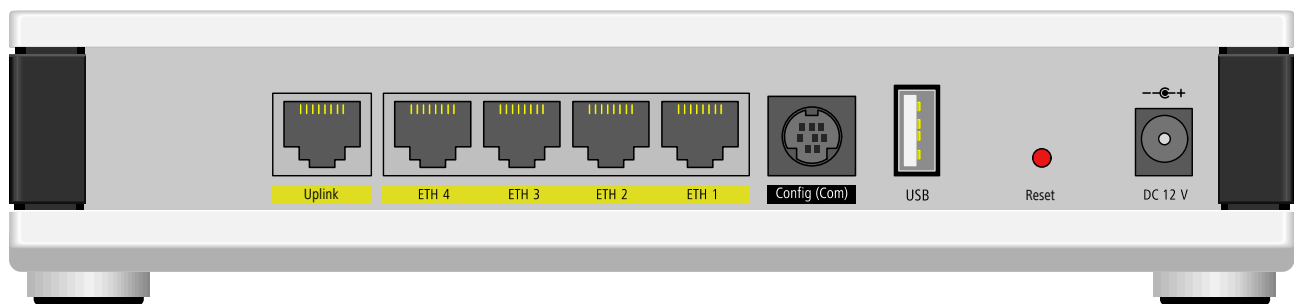 Uplink
ETH 4
ETH 3
ETH 2
ETH 1
Config (Com)
USB
Reset
DC 12 V